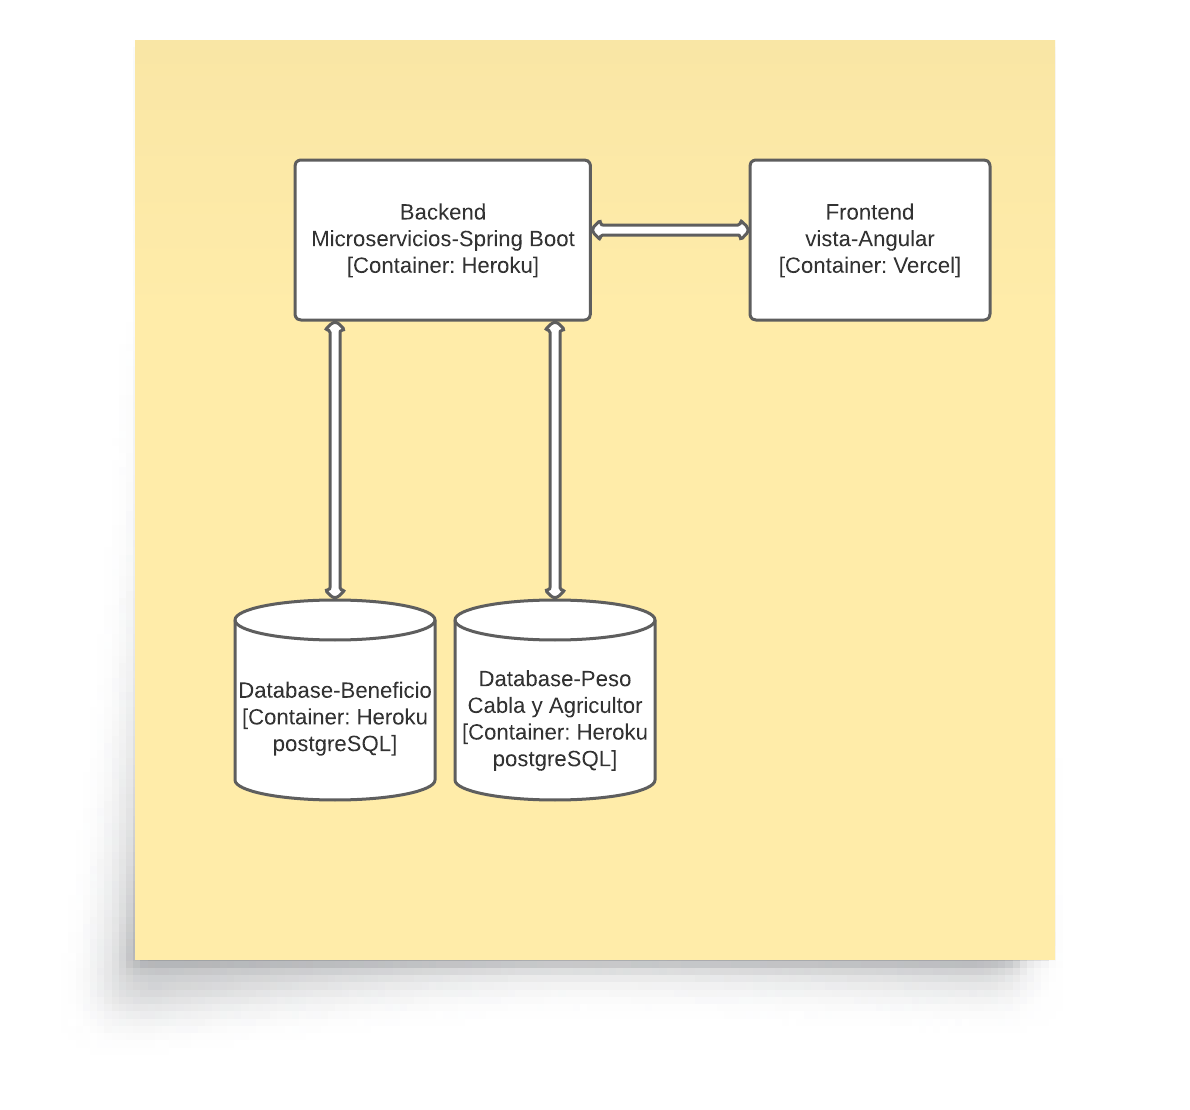 Backend
Microservicios-Spring Boot
[Container: Heroku]
Frontend
vista-Angular
[Container: Vercel]
Database-Beneficio
[Container: Heroku
postgreSQL]
Database-Peso
Cabla y Agricultor
[Container: Heroku
postgreSQL]